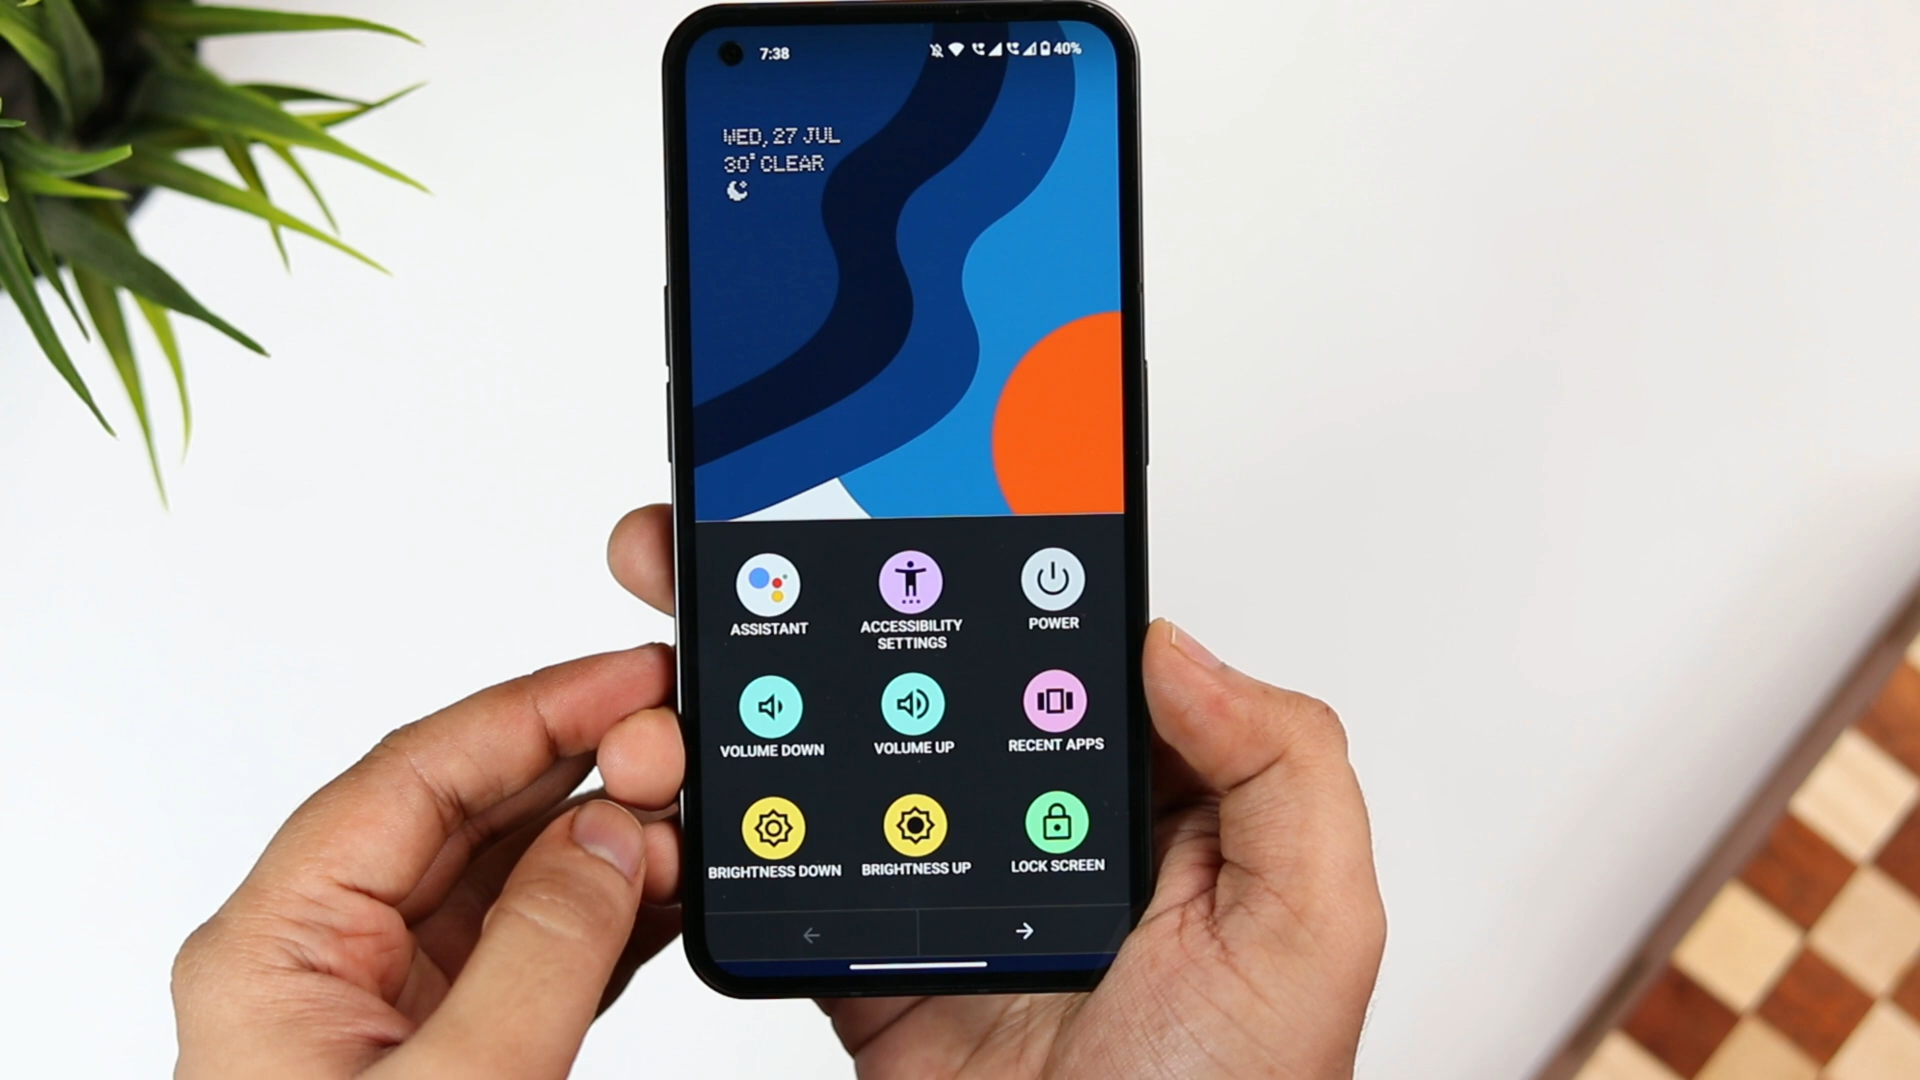 7:38
40%
WED, 27 JUL
30° CLEAR
ASSISTANT
ACCESSIBILITY
SETTINGS
POWER
VOLUME DOWN
VOLUME UP
RECENT APPS
BRIGHTNESS DOWN
BRIGHTNESS UP
LOCK SCREEN